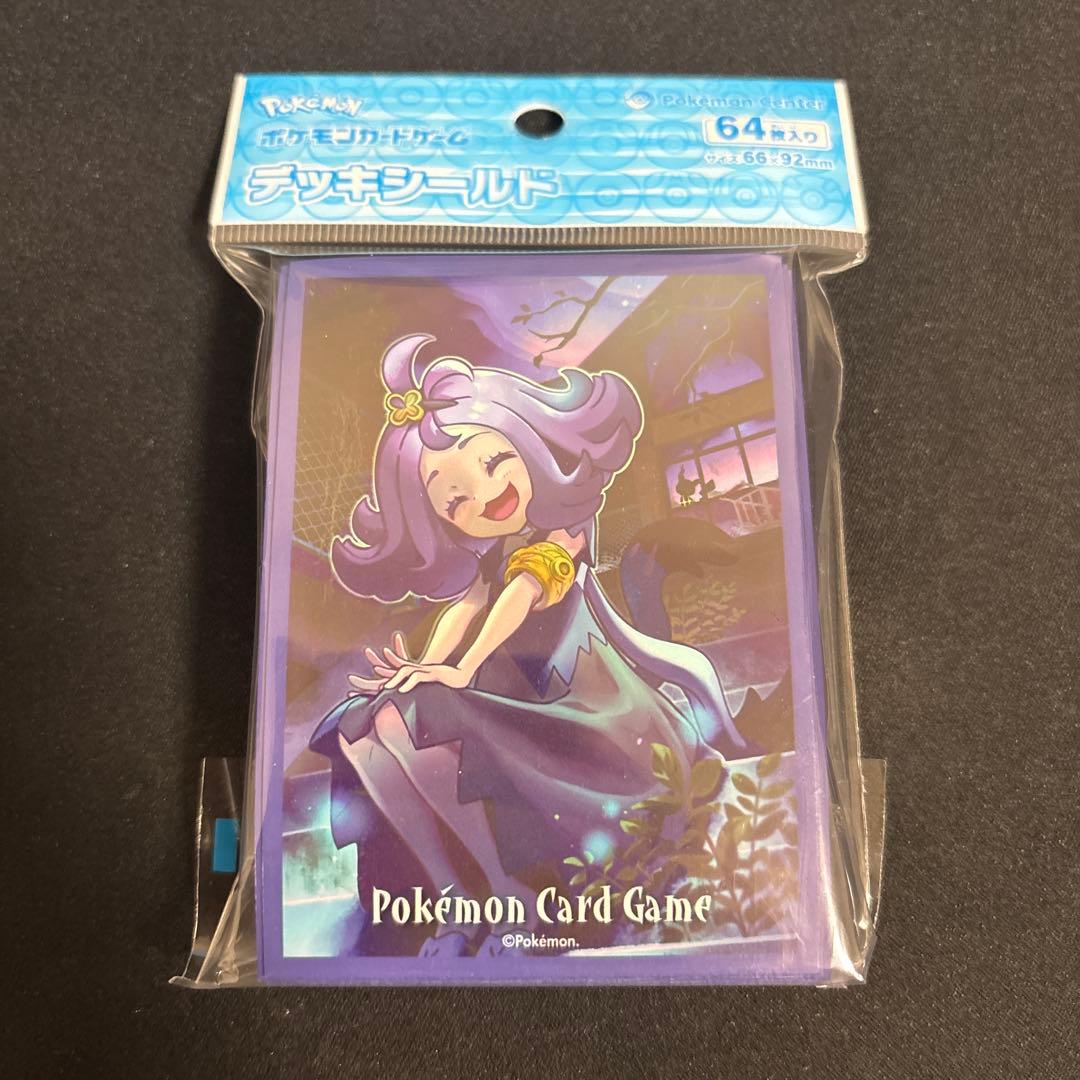 POKÉMON
ポケモンカードゲーム
デッキシールド
Pokémon Center
64枚入り
サイズ66×92mm
Pokémon Card Game
©Pokémon.